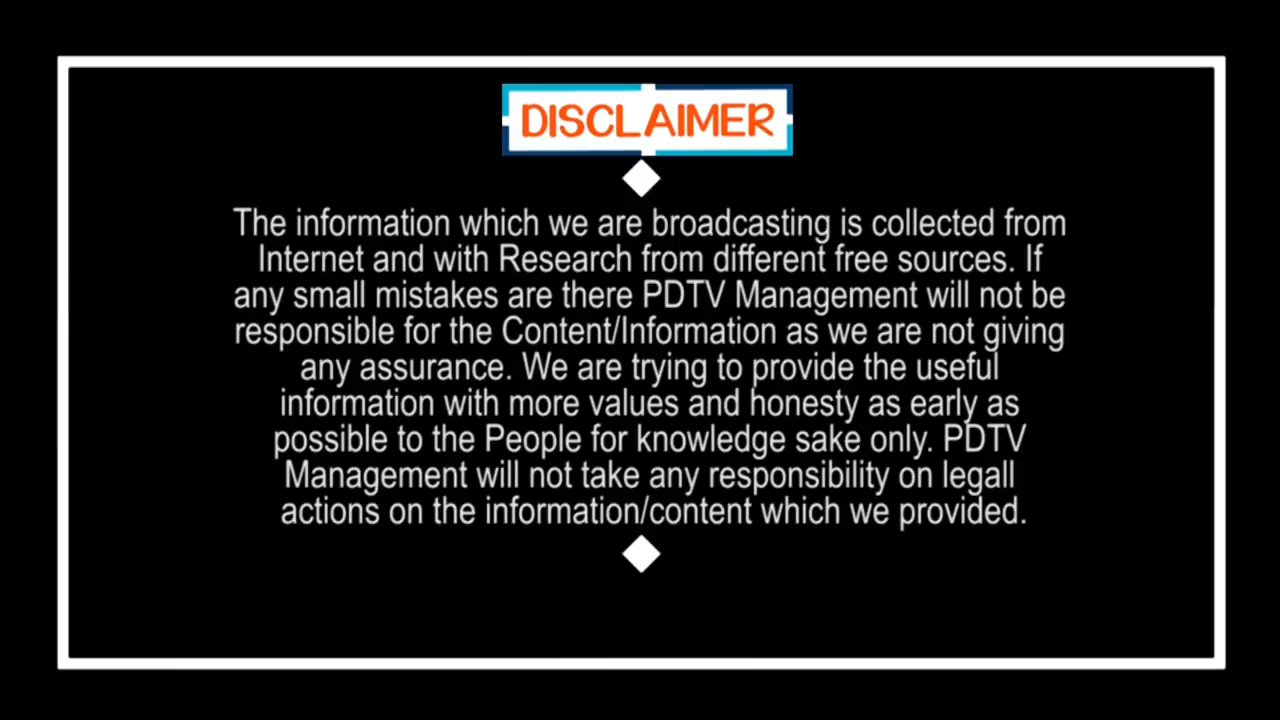 DISCLAIMER
The information which we are broadcasting is collected from
Internet and with Research from different free sources. If
any small mistakes are there PDTV Management will not be
responsible for the Content/Information as we are not giving
any assurance. We are trying to provide the useful
information with more values and honesty as early as
possible to the People for knowledge sake only. PDTV
Management will not take any responsibility on legall
actions on the information/content which we provided.